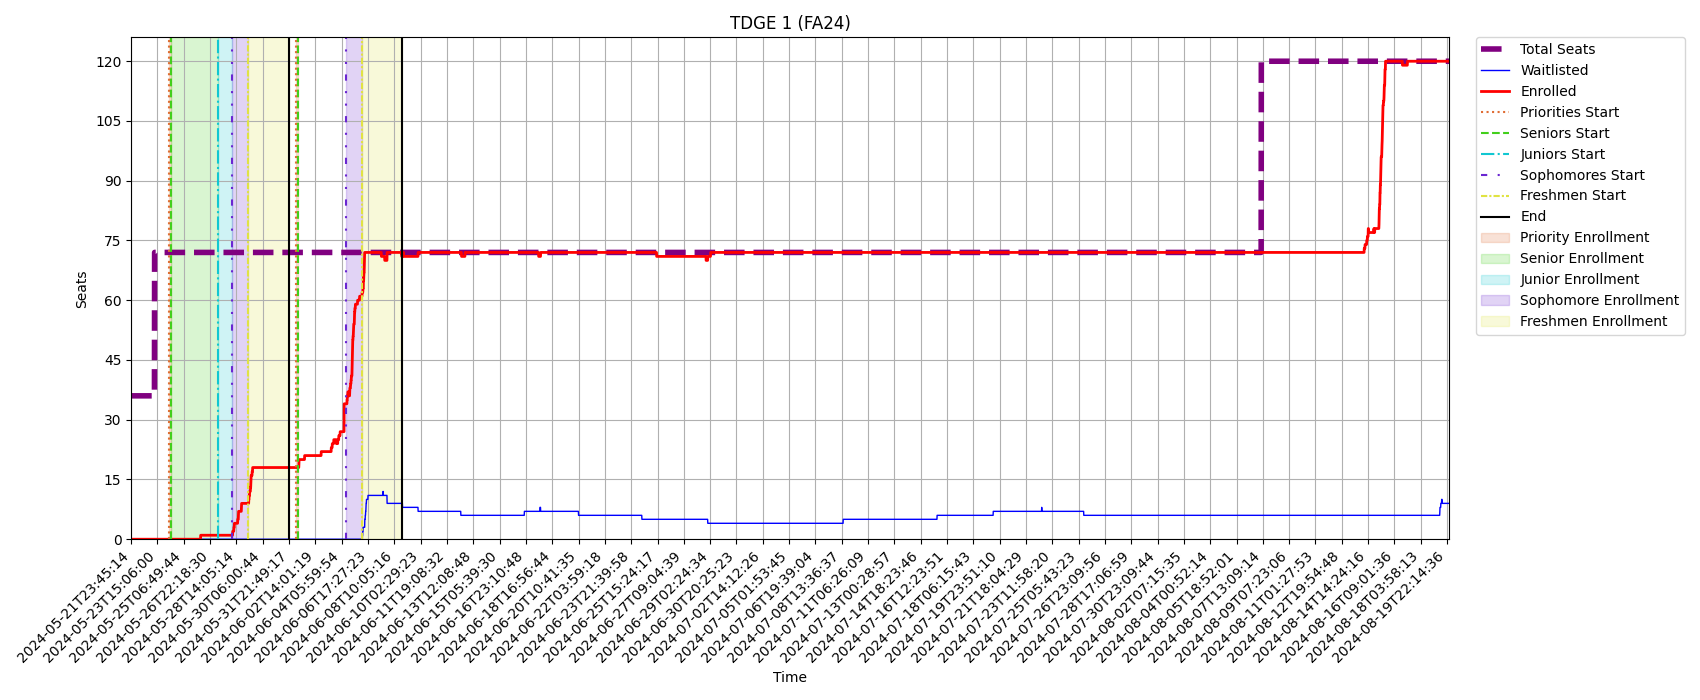 TDGE 1 (FA24)
Seats
120
105
90
75
60
45
30
15
0
2024-05-21T23:45:14
2024-05-23T15:06:00
2024-05-25T06:49:44
2024-05-26T22:18:30
2024-05-28T14:05:14
2024-05-30T06:00:44
2024-05-31T21:49:17
2024-06-02T14:01:19
2024-06-04T05:59:54
2024-06-06T17:27:23
2024-06-08T10:05:16
2024-06-10T02:29:23
2024-06-11T19:08:32
2024-06-13T12:08:48
2024-06-15T05:39:30
2024-06-16T23:10:48
2024-06-18T16:56:44
2024-06-20T10:41:35
2024-06-22T03:59:18
2024-06-23T21:39:58
2024-06-25T15:24:17
2024-06-27T09:04:39
2024-06-29T02:24:34
2024-06-30T20:25:23
2024-07-02T14:12:26
2024-07-05T01:53:45
2024-07-06T19:39:04
2024-07-08T13:36:37
2024-07-11T06:26:09
2024-07-13T00:28:57
2024-07-14T18:23:46
2024-07-16T12:23:51
2024-07-18T06:15:43
2024-07-19T23:51:10
2024-07-21T18:04:29
2024-07-23T11:58:20
2024-07-25T05:43:23
2024-07-26T23:09:56
2024-07-28T17:06:59
2024-07-30T23:09:44
2024-08-02T07:15:35
2024-08-04T00:52:14
2024-08-05T18:52:01
2024-08-07T13:09:14
2024-08-09T07:23:06
2024-08-11T01:27:53
2024-08-12T19:54:48
2024-08-14T14:24:16
2024-08-16T09:01:36
2024-08-18T03:58:13
2024-08-19T22:14:36
Time
Total Seats
Waitlisted
Enrolled
Priorities Start
Seniors Start
Juniors Start
Sophomores Start
Freshmen Start
End
Priority Enrollment
Senior Enrollment
Junior Enrollment
Sophomore Enrollment
Freshmen Enrollment